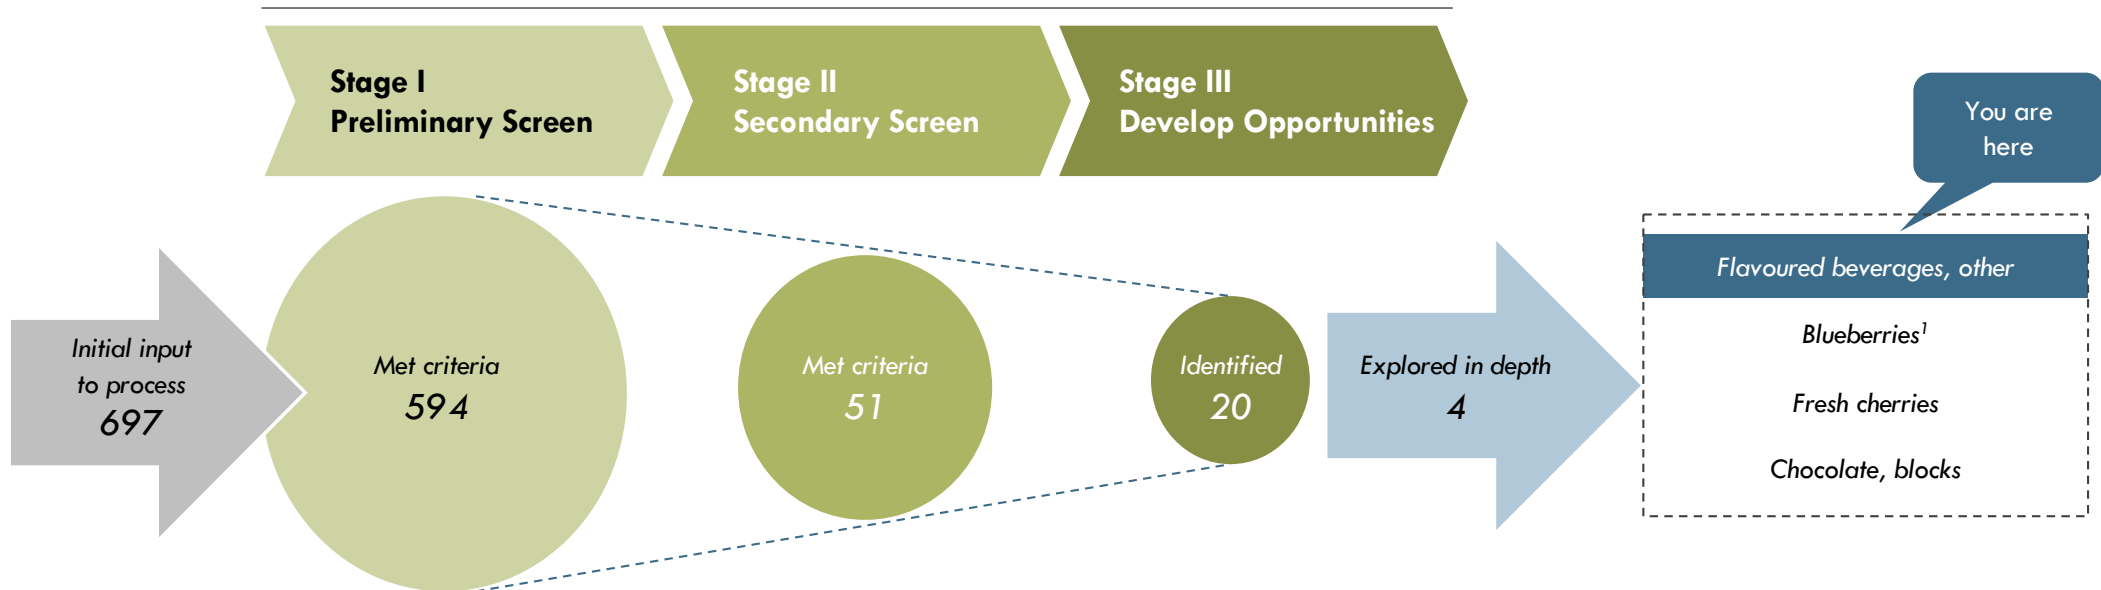 Stage I
Preliminary Screen
Stage II
Secondary Screen
Stage III
Develop Opportunities
You are
here
Initial input
to process
697
Met criteria
594
Met criteria
51
Identified
20
Explored in depth
4
Flavoured beverages, other
Blueberries¹
Fresh cherries
Chocolate, blocks